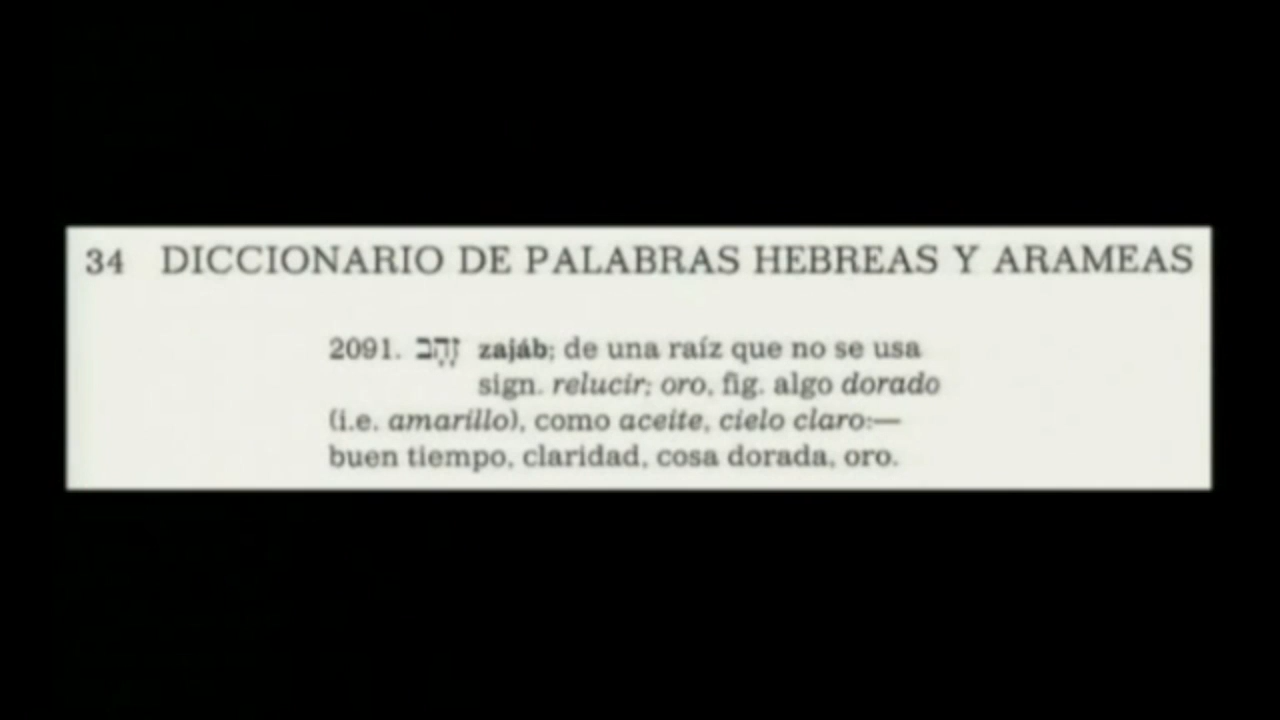 34 DICCIONARIO DE PALABRAS HEBREAS Y ARAMEAS
2091. זָהָב zajáb; de una raíz que no se usa
sign. relucir; oro, fig. algo dorado
(i.e. amarillo), como aceite, cielo claro:—
buen tiempo, claridad, cosa dorada, oro.